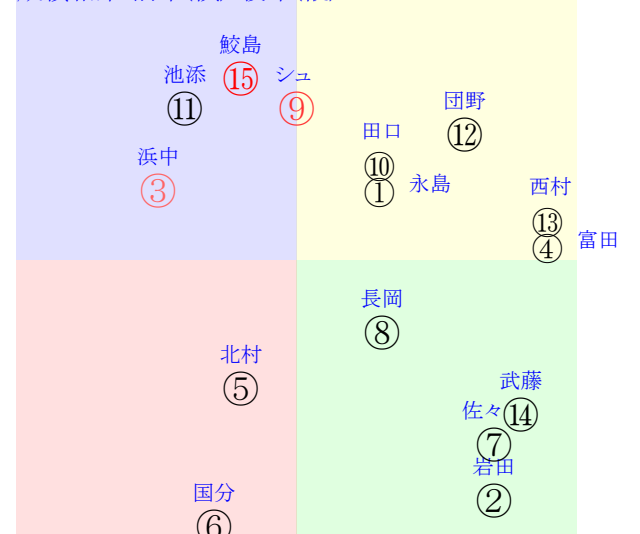 鮫島
池添 ⑮ シュ
⑪ ⑨
団野
田口 ⑫
浜中
⑩
③ ① 永島 西村
⑬
④ 富田
長岡
⑧
北村
⑤
武藤
佐々 ⑭
⑦
岩田
国分 ②
⑥